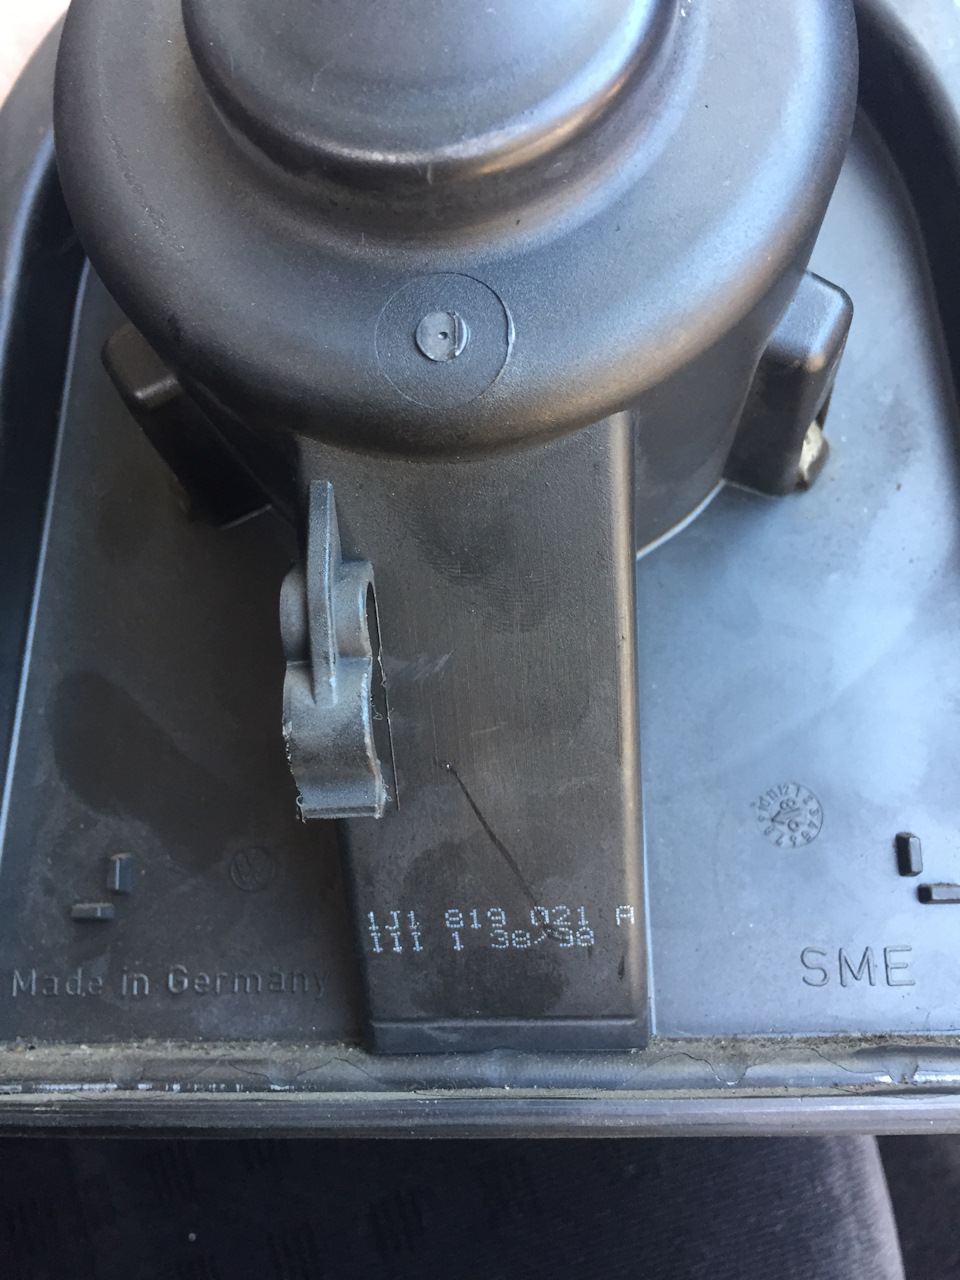 1J1 819 021 A
III 1 38/98
Made in Germany
SME